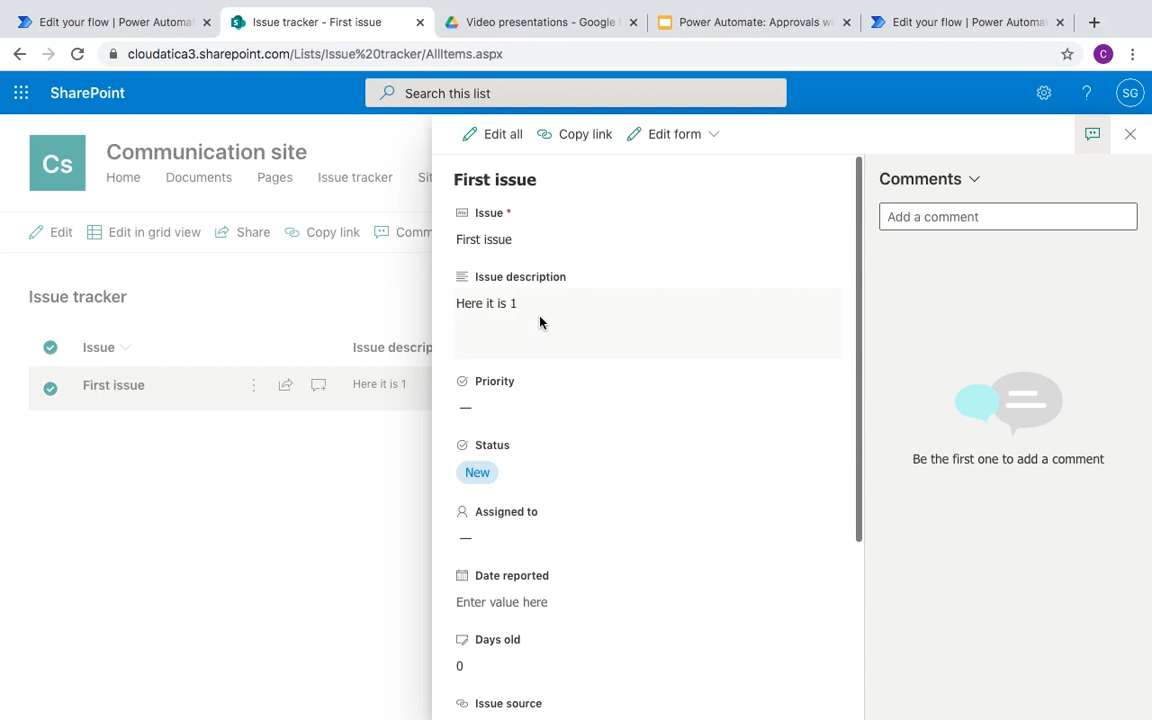 Edit your flow | Power Automat
Issue tracker - First issue
Video presentations - Google
Power Automate: Approvals wi
Edit your flow | Power Automa
cloudatica3.sharepoint.com/Lists/Issue%20tracker/AllItems.aspx
C
SharePoint
Search this list
SG
Cs
Communication site
Home
Documents
Pages
Issue tracker
Sit
Edit
Edit in grid view
Share
Copy link
Comm
Issue tracker
Issue
Issue descrip
First issue
Here it is 1
Edit all
Copy link
Edit form
First issue
Abc
Issue *
First issue
Issue description
Here it is 1
Priority
—
Status
New
Assigned to
—
Date reported
Enter value here
Days old
0
Issue source
Comments
Add a comment
Be the first one to add a comment